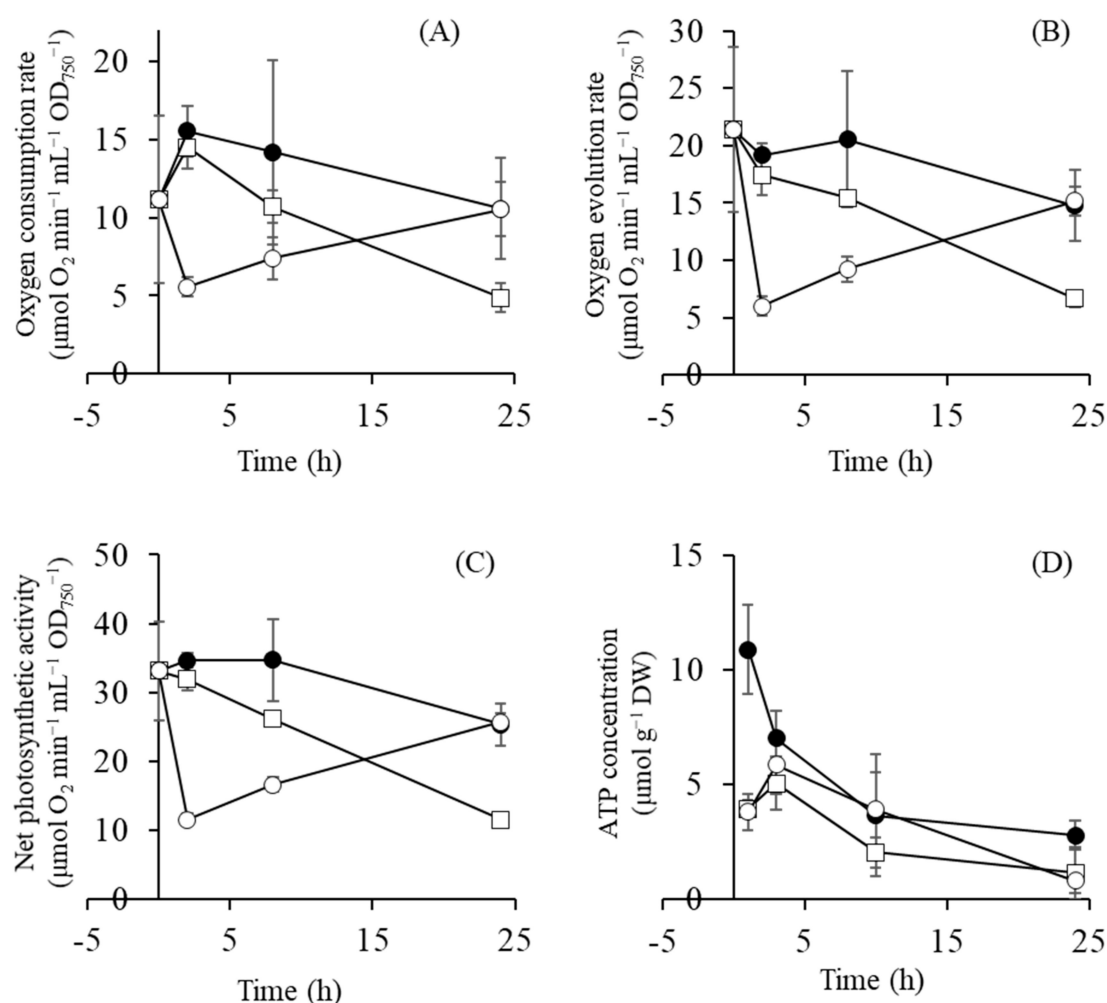 (A)
Oxygen consumption rate
(μmol O₂ min⁻¹ mL⁻¹ OD₇₅₀⁻¹)
20
15
10
5
0
-5
5
15
25
Time (h)
(B)
Oxygen evolution rate
(μmol O₂ min⁻¹ mL⁻¹ OD₇₅₀⁻¹)
30
25
20
15
10
5
0
-5
5
15
25
Time (h)
(C)
Net photosynthetic activity
(μmol O₂ min⁻¹ mL⁻¹ OD₇₅₀⁻¹)
50
40
30
20
10
0
-5
5
15
25
Time (h)
(D)
ATP concentration
(μmol g⁻¹ DW)
15
10
5
0
-5
5
15
25
Time (h)